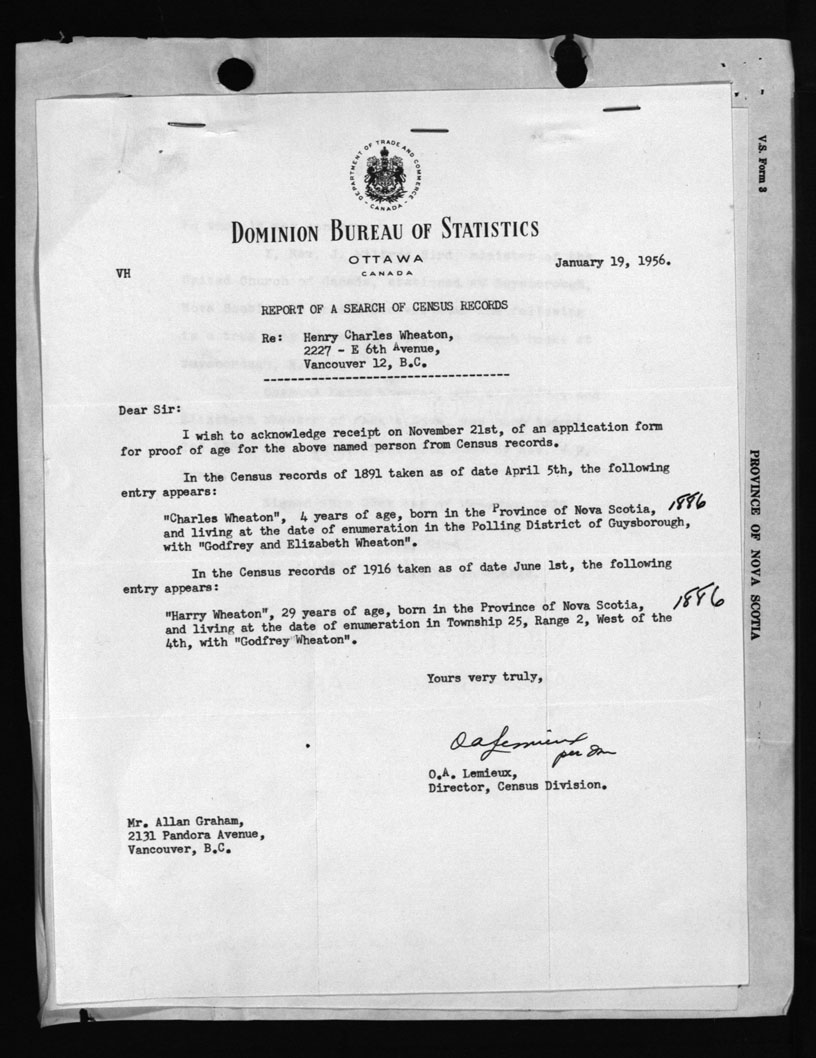 DEPARTMENT OF TRADE AND COMMERCE
- CANADA -
DOMINION BUREAU OF STATISTICS
OTTAWA
CANADA
January 19, 1956.
VH
REPORT OF A SEARCH OF CENSUS RECORDS
Re: Henry Charles Wheaton,
2227 - E 6th Avenue,
Vancouver 12, B.C.
-------------------------------------
Dear Sir:
I wish to acknowledge receipt on November 21st, of an application form
for proof of age for the above named person from Census records.
In the Census records of 1891 taken as of date April 5th, the following
entry appears:
"Charles Wheaton", 4 years of age, born in the Province of Nova Scotia, 1886
and living at the date of enumeration in the Polling District of Guysborough,
with "Godfrey and Elizabeth Wheaton".
In the Census records of 1916 taken as of date June 1st, the following
entry appears:
"Harry Wheaton", 29 years of age, born in the Province of Nova Scotia, 1886
and living at the date of enumeration in Township 25, Range 2, West of the
4th, with "Godfrey Wheaton".
Yours very truly,
O A Lemieux
per
O.A. Lemieux,
Director, Census Division.
Mr. Allan Graham,
2131 Pandora Avenue,
Vancouver, B.C.
V.S. Form 3
PROVINCE OF NOVA SCOTIA